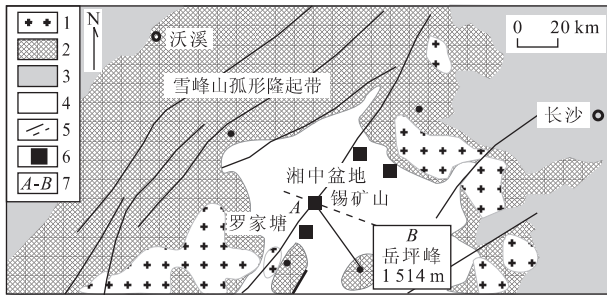 1
2
3
4
5
6
A-B 7
N
沃溪
0 20 km
雪峰山孤形隆起带
长沙
湘中盆地
锡矿山
A
罗家塘
B
岳坪峰
1 514 m